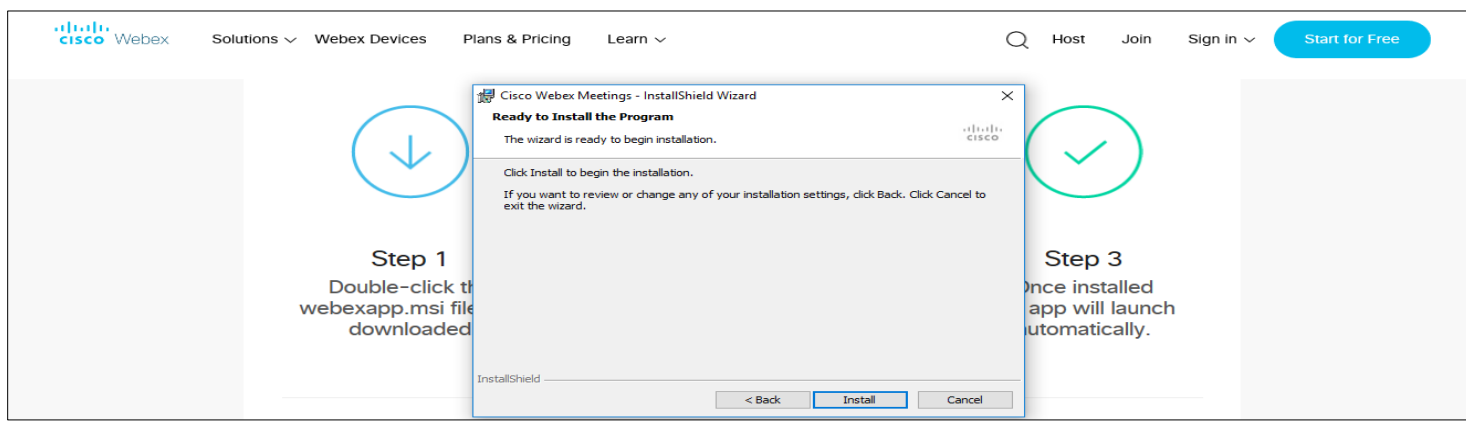 CISCO Webex Solutions Webex Devices Plans & Pricing Learn Host Join Sign in Start for Free
Cisco Webex Meetings - InstallShield Wizard
Ready to Install the Program
The wizard is ready to begin installation.
CISCO
Click Install to begin the installation.
If you want to review or change any of your installation settings, click Back. Click Cancel to
exit the wizard.
InstallShield
< Back Install Cancel
Step 1
Double-click
webexapp.msi
downloaded
Step 3
installed
app will launch